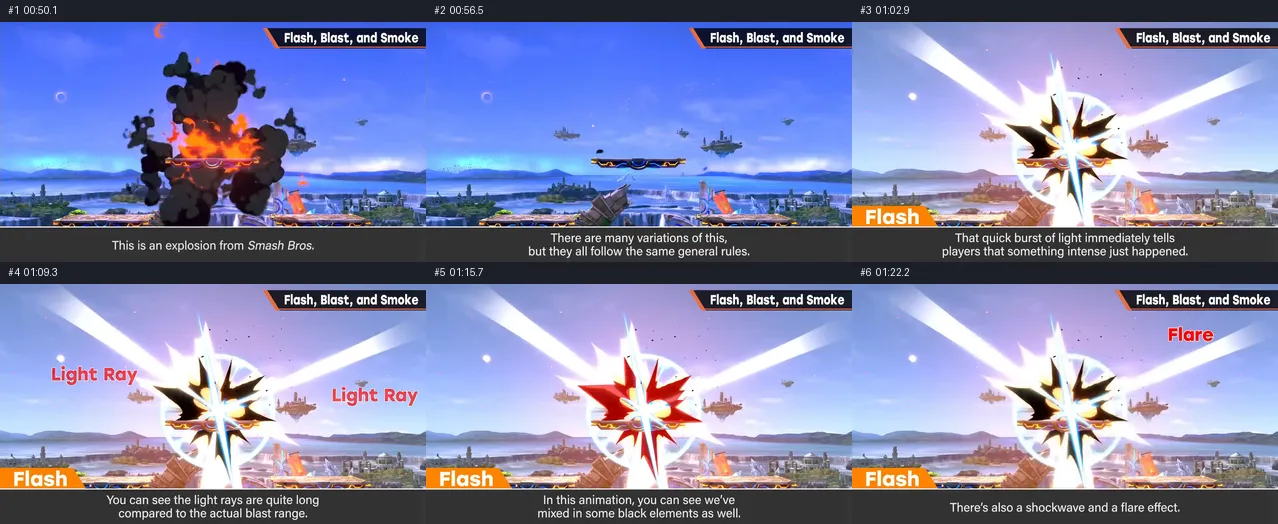 #1 00:50.1
Flash, Blast, and Smoke
This is an explosion from Smash Bros.
#2 00:56.5
Flash, Blast, and Smoke
There are many variations of this,
but they all follow the same general rules.
#3 01:02.9
Flash, Blast, and Smoke
Flash
That quick burst of light immediately tells
players that something intense just happened.
#4 01:09.3
Flash, Blast, and Smoke
Light Ray
Light Ray
Flash
You can see the light rays are quite long
compared to the actual blast range.
#5 01:15.7
Flash, Blast, and Smoke
Flash
In this animation, you can see we've
mixed in some black elements as well.
#6 01:22.2
Flash, Blast, and Smoke
Flare
Flash
There's also a shockwave and a flare effect.